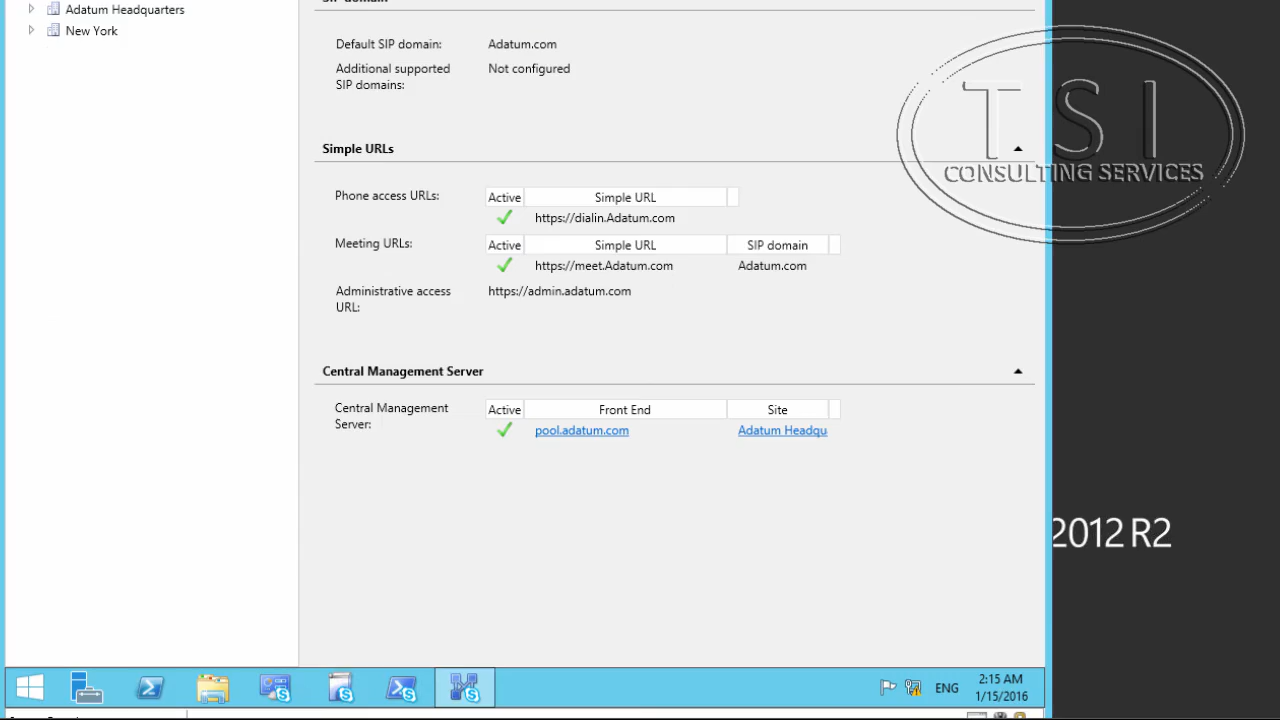 SIP domain
Adatum Headquarters
New York
Default SIP domain: Adatum.com
Additional supported Not configured
SIP domains:
T S I
CONSULTING SERVICES
Simple URLs
Phone access URLs: Active Simple URL
https://dialin.Adatum.com
Meeting URLs: Active Simple URL SIP domain
https://meet.Adatum.com Adatum.com
Administrative access https://admin.adatum.com
URL:
Central Management Server
Central Management Active Front End Site
Server: pool.adatum.com Adatum Headqu
2012 R2
ENG
2:15 AM
1/15/2016